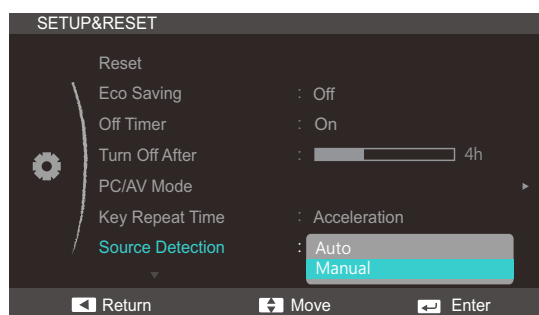 SETUP&RESET
Reset
Eco Saving : Off
Off Timer : On
Turn Off After : 4h
PC/AV Mode
Key Repeat Time : Acceleration
Source Detection : Auto
Manual
Return Move Enter